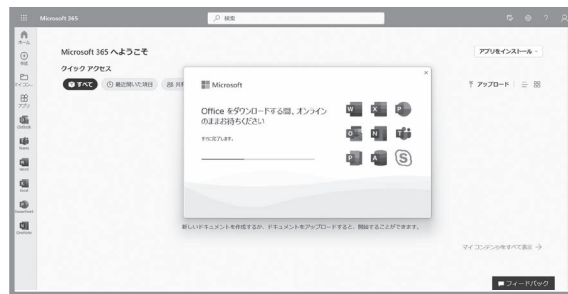 Microsoft 365
検索
ホーム
作成
アプリ
Outlook
Teams
Word
Excel
PowerPoint
OneNote
Microsoft 365 へようこそ
アプリをインストール
クイック アクセス
すべて
最近開いた項目
アップロード
Microsoft
Office をダウンロードする間、オンライン
のままお待ちください
すぐに完了します。
W X P
O N T
P A S
新しいドキュメントを作成するか、ドキュメントをアップロードすると、開始することができます。
マイ コンテンツをすべて表示
フィードバック